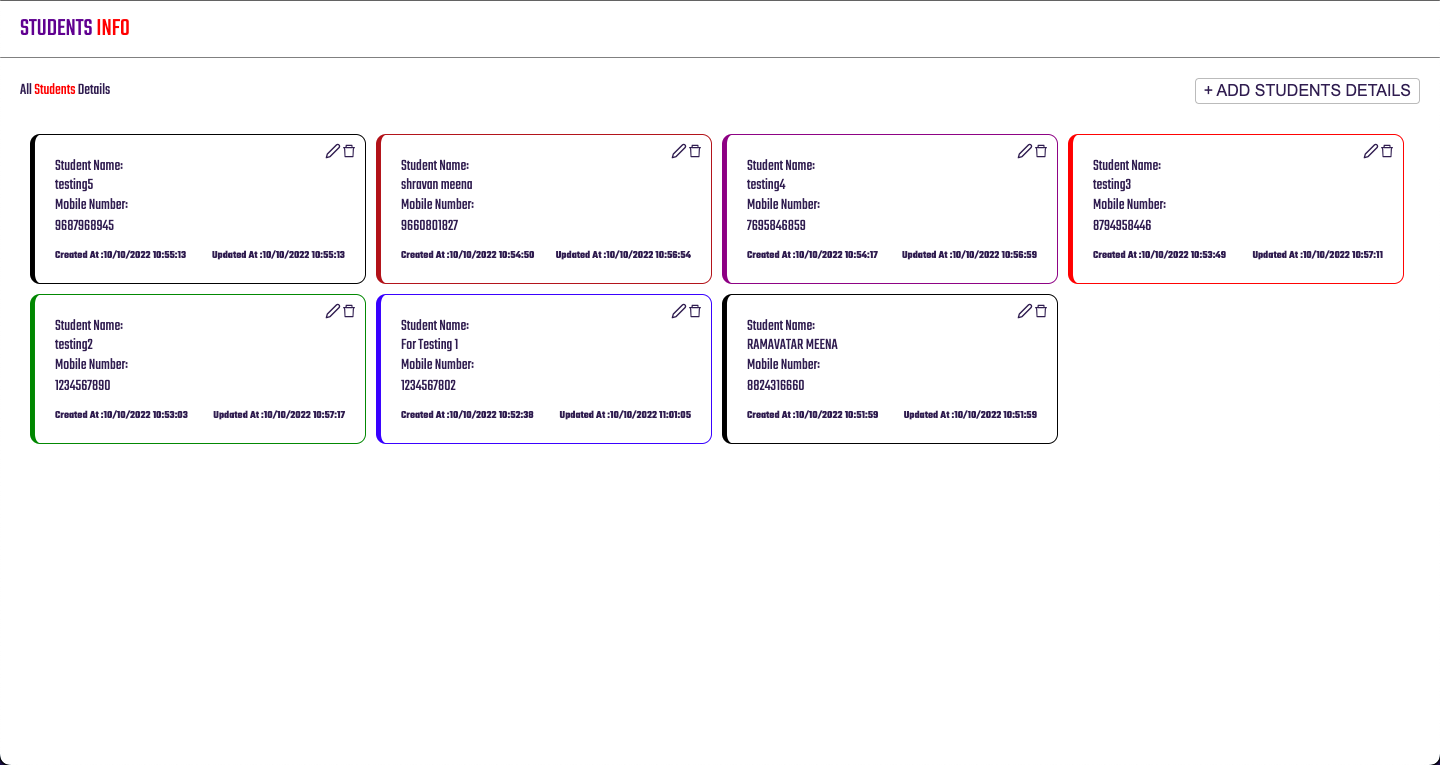 STUDENTS INFO
All Students Details
+ ADD STUDENTS DETAILS
Student Name:
testing5
Mobile Number:
9687968945
Created At :10/10/2022 10:55:13 Updated At :10/10/2022 10:55:13
Student Name:
shravan meena
Mobile Number:
9660801827
Created At :10/10/2022 10:54:50 Updated At :10/10/2022 10:56:54
Student Name:
testing4
Mobile Number:
7695846859
Created At :10/10/2022 10:54:17 Updated At :10/10/2022 10:56:59
Student Name:
testing3
Mobile Number:
8794958446
Created At :10/10/2022 10:53:49 Updated At :10/10/2022 10:57:11
Student Name:
testing2
Mobile Number:
1234567890
Created At :10/10/2022 10:53:03 Updated At :10/10/2022 10:57:17
Student Name:
For Testing 1
Mobile Number:
1234567802
Created At :10/10/2022 10:52:38 Updated At :10/10/2022 11:01:05
Student Name:
RAMAVATAR MEENA
Mobile Number:
8824316660
Created At :10/10/2022 10:51:59 Updated At :10/10/2022 10:51:59